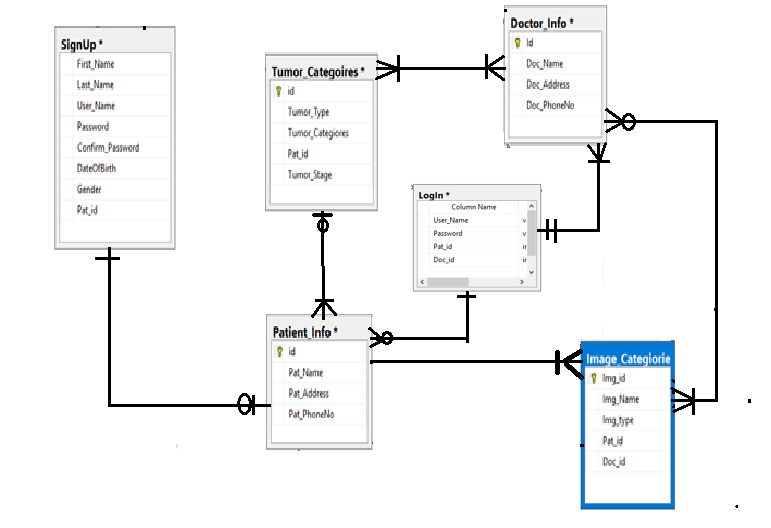 SignUp *
First_Name
Last_Name
User_Name
Password
Confirm_Password
DateOfBirth
Gender
Pat_id
Tumor_Categoires *
id
Tumor_Type
Tumor_Categiores
Pat_id
Tumor_Stage
Doctor_Info *
Id
Doc_Name
Doc_Address
Doc_PhoneNo
LogIn *
Column Name
User_Name v
Password v
Pat_id ir
Doc_id ir
Patient_Info *
id
Pat_Name
Pat_Address
Pat_PhoneNo
Image_Categiorie
Img_id
Img_Name
Img_type
Pat_id
Doc_id